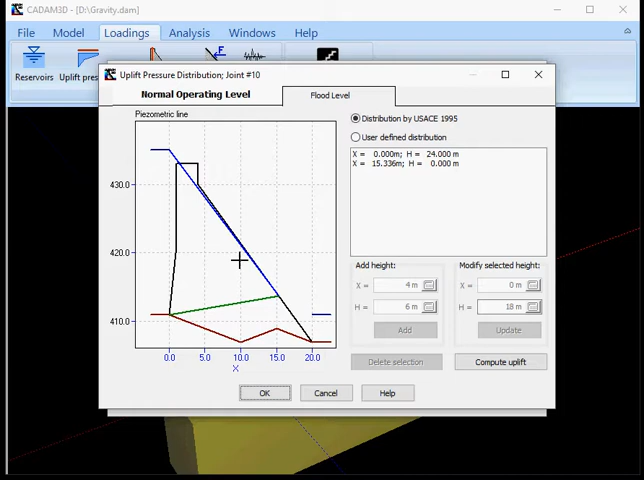 CADAM3D - [D:\Gravity.dam]
File Model Loadings Analysis Windows Help
Reservoirs Uplift pres
Uplift Pressure Distribution; Joint #10
Normal Operating Level Flood Level
Piezometric line
430.0
420.0
410.0
0.0 5.0 10.0 15.0 20.0
X
Distribution by USACE 1995
User defined distribution
X = 0.000m; H = 24.000 m
X = 15.336m; H = 0.000 m
Add height:
X = 4 m
H = 6 m
Add
Modify selected height:
X = 0 m
H = 18 m
Update
Delete selection Compute uplift
OK Cancel Help